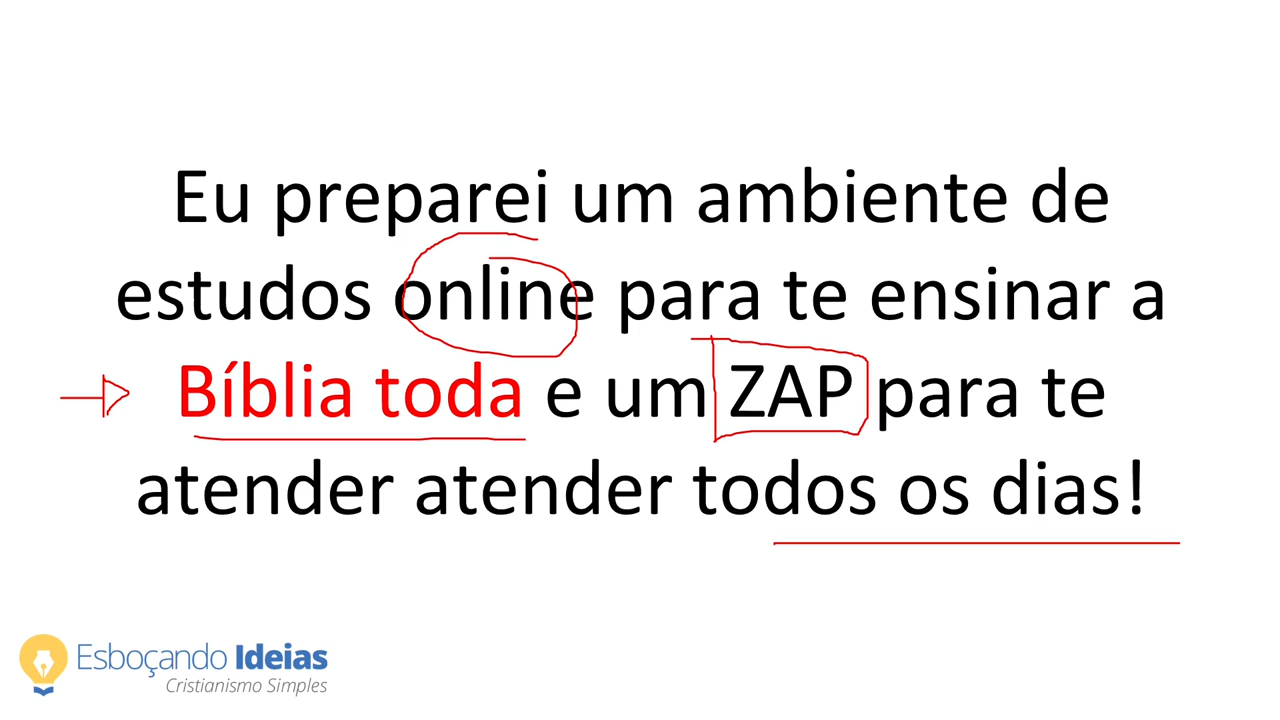 Eu preparei um ambiente de
estudos online para te ensinar a
Bíblia toda e um ZAP para te
atender atender todos os dias!
Esboçando Ideias
Cristianismo Simples